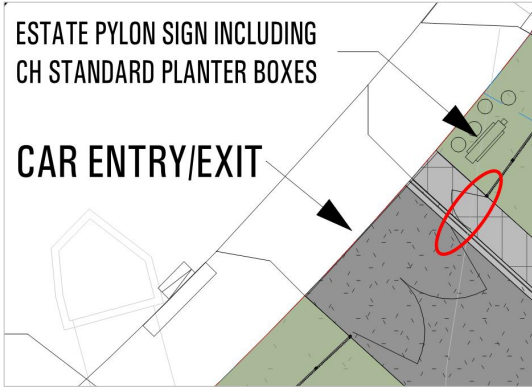 ESTATE PYLON SIGN INCLUDING
CH STANDARD PLANTER BOXES
CAR ENTRY/EXIT